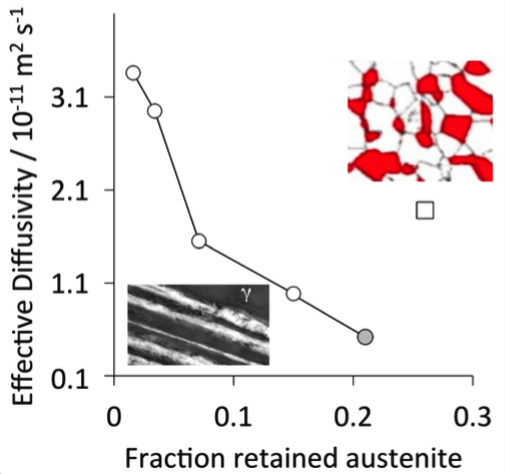 Effective Diffusivity / 10⁻¹¹ m² s⁻¹
3.1
2.1
1.1
0.1
γ
0
0.1
0.2
0.3
Fraction retained austenite